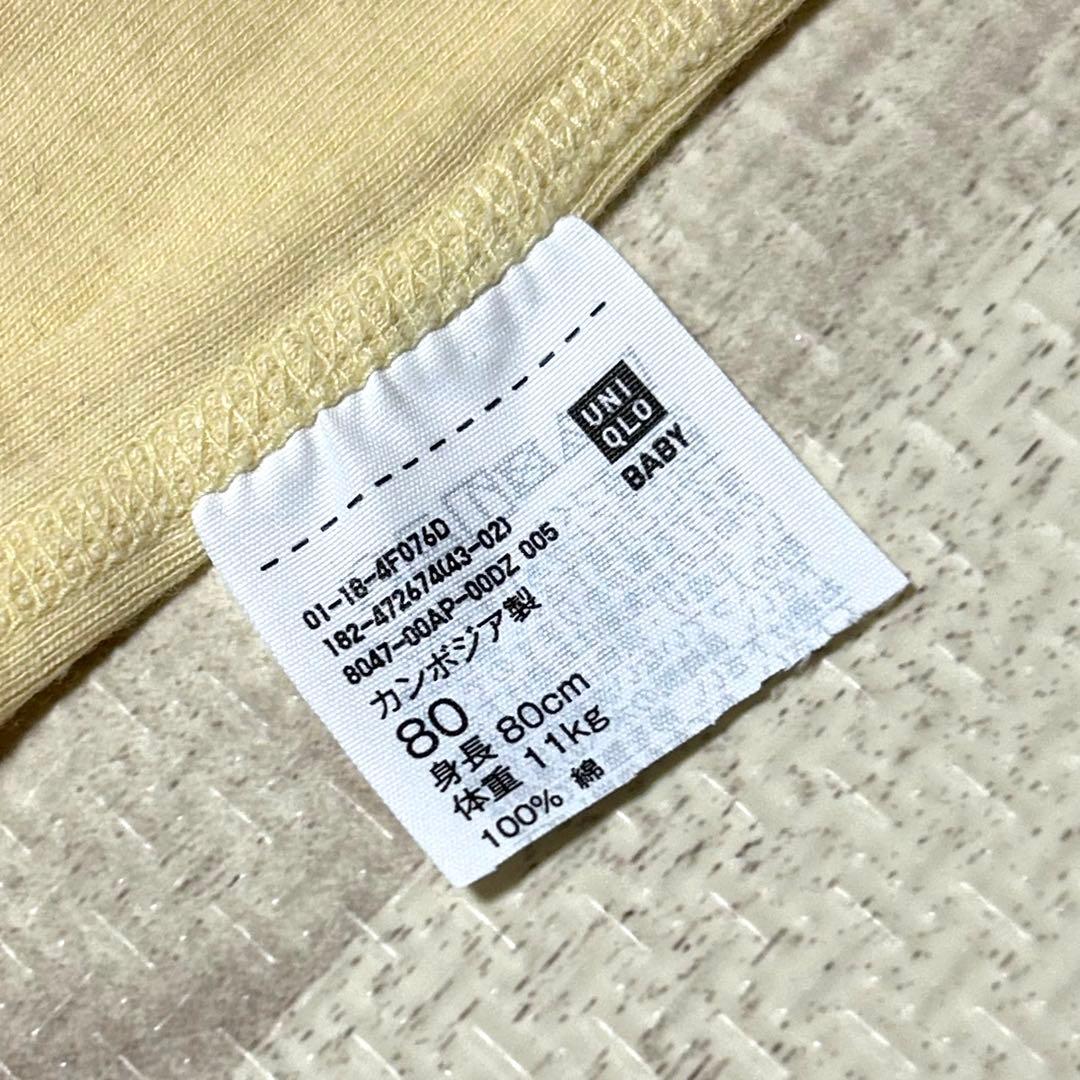 UNI
QLO
BABY
01-18-4F076D
182-472674(43-02)
8047-00AP-00DZ 005
カンボジア製
80
身長 80cm
体重 11kg
100% 綿